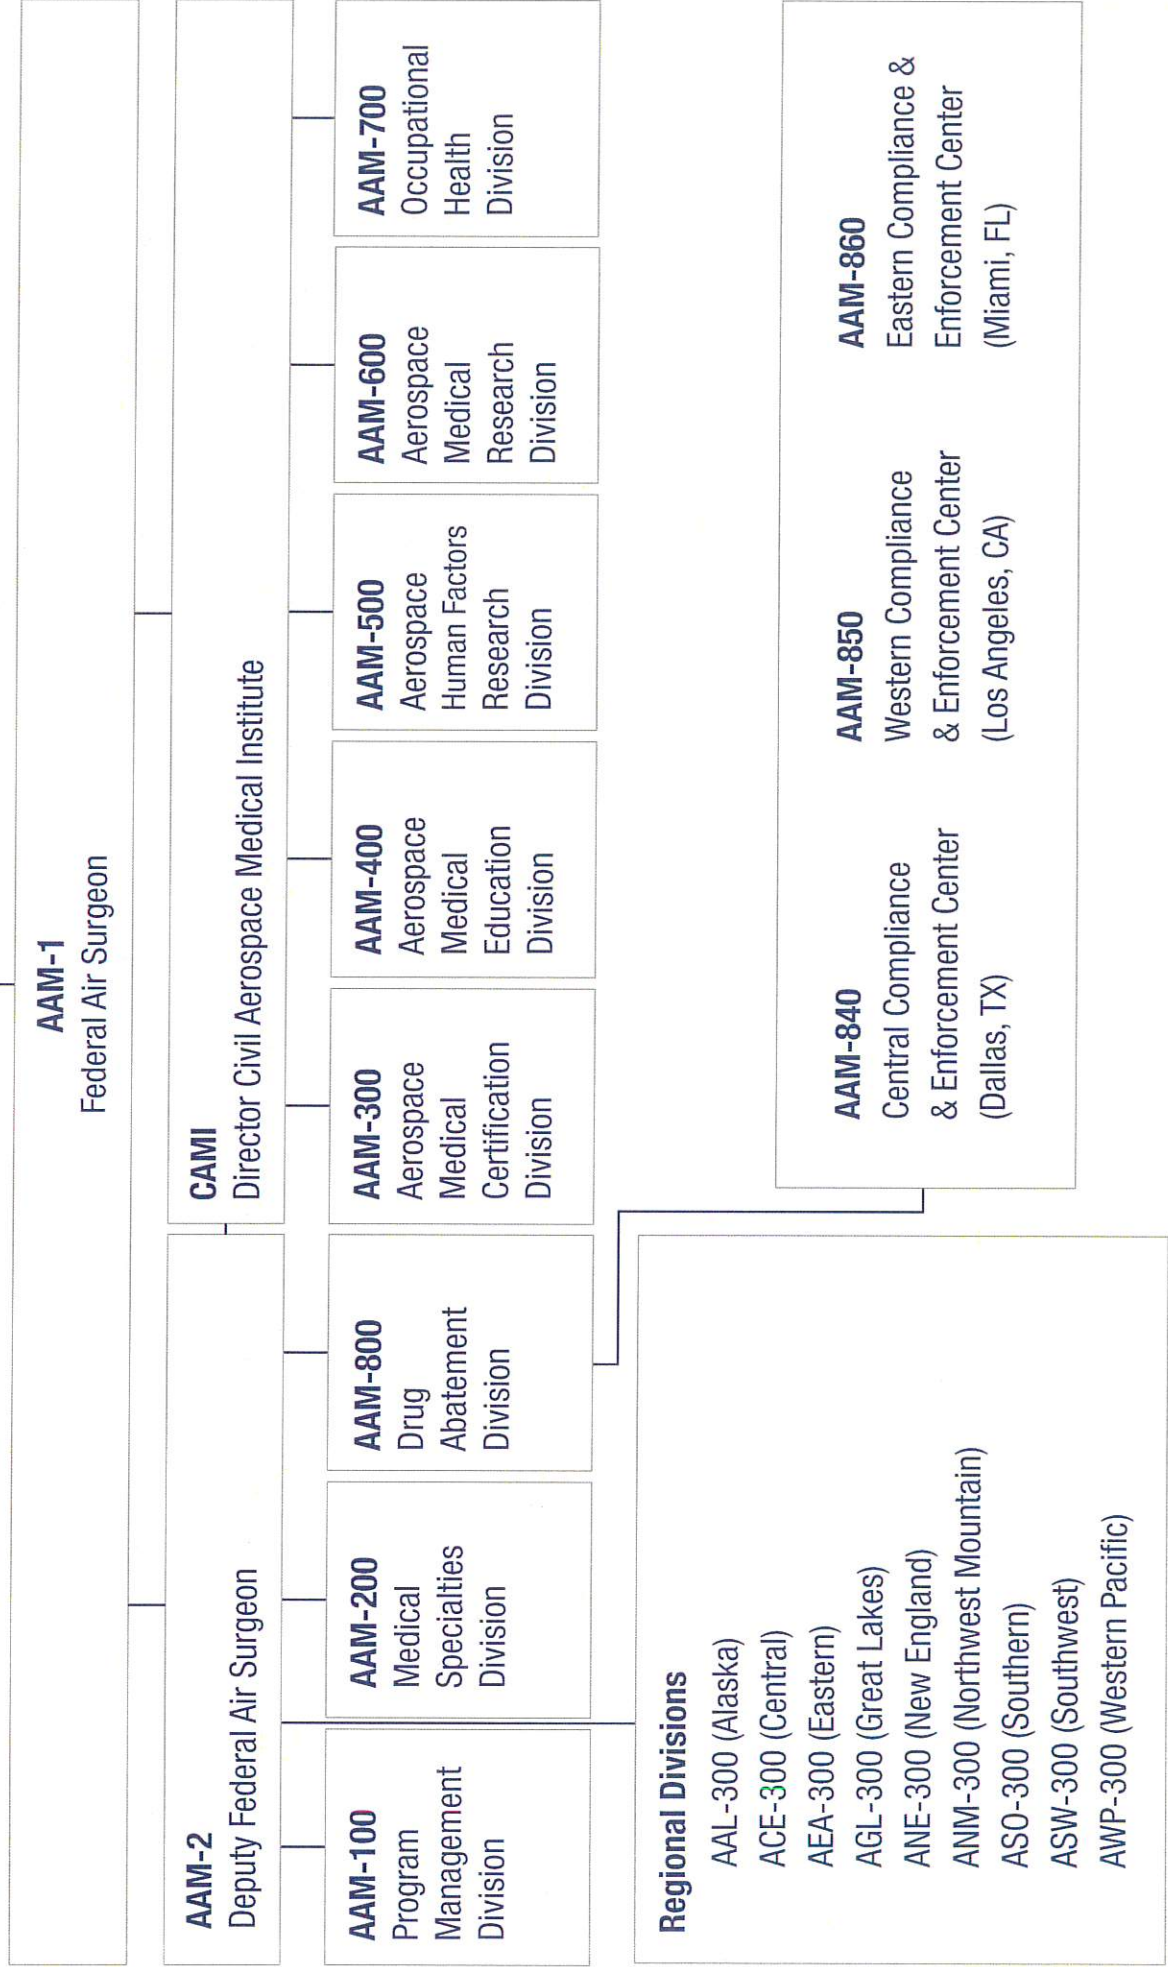 AAM-1
Federal Air Surgeon
AAM-2
Deputy Federal Air Surgeon
CAMI
Director Civil Aerospace Medical Institute
AAM-100
Program
Management
Division
AAM-200
Medical
Specialties
Division
AAM-800
Drug
Abatement
Division
AAM-300
Aerospace
Medical
Certification
Division
AAM-400
Aerospace
Medical
Education
Division
AAM-500
Aerospace
Human Factors
Research
Division
AAM-600
Aerospace
Medical
Research
Division
AAM-700
Occupational
Health
Division
Regional Divisions
AAL-300 (Alaska)
ACE-300 (Central)
AEA-300 (Eastern)
AGL-300 (Great Lakes)
ANE-300 (New England)
ANM-300 (Northwest Mountain)
ASO-300 (Southern)
ASW-300 (Southwest)
AWP-300 (Western Pacific)
AAM-840
Central Compliance
& Enforcement Center
(Dallas, TX)
AAM-850
Western Compliance
& Enforcement Center
(Los Angeles, CA)
AAM-860
Eastern Compliance &
Enforcement Center
(Miami, FL)